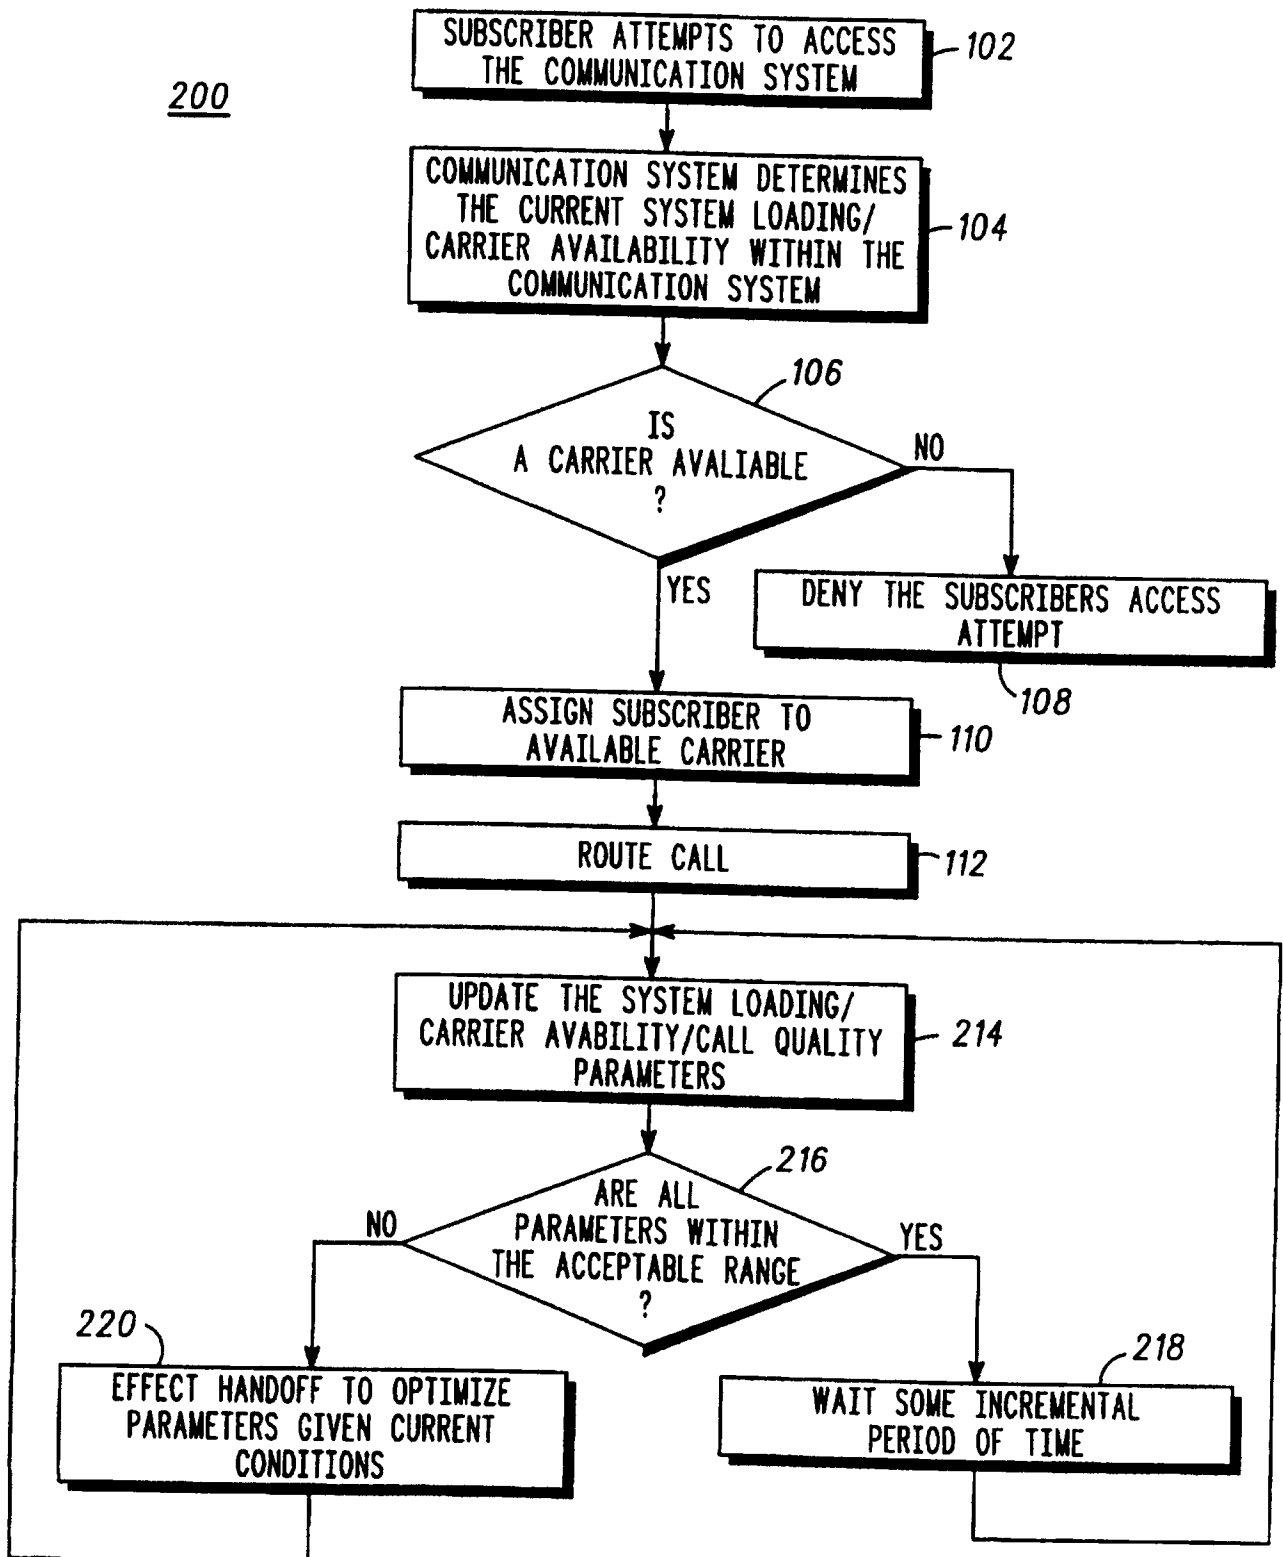 200
SUBSCRIBER ATTEMPTS TO ACCESS
THE COMMUNICATION SYSTEM
102
COMMUNICATION SYSTEM DETERMINES
THE CURRENT SYSTEM LOADING/
CARRIER AVAILABILITY WITHIN THE
COMMUNICATION SYSTEM
104
106
IS
A CARRIER AVALIABLE
?
NO
YES
DENY THE SUBSCRIBERS ACCESS
ATTEMPT
108
ASSIGN SUBSCRIBER TO
AVAILABLE CARRIER
110
ROUTE CALL
112
UPDATE THE SYSTEM LOADING/
CARRIER AVABILITY/CALL QUALITY
PARAMETERS
214
216
ARE ALL
PARAMETERS WITHIN
THE ACCEPTABLE RANGE
?
NO
YES
220
EFFECT HANDOFF TO OPTIMIZE
PARAMETERS GIVEN CURRENT
CONDITIONS
218
WAIT SOME INCREMENTAL
PERIOD OF TIME